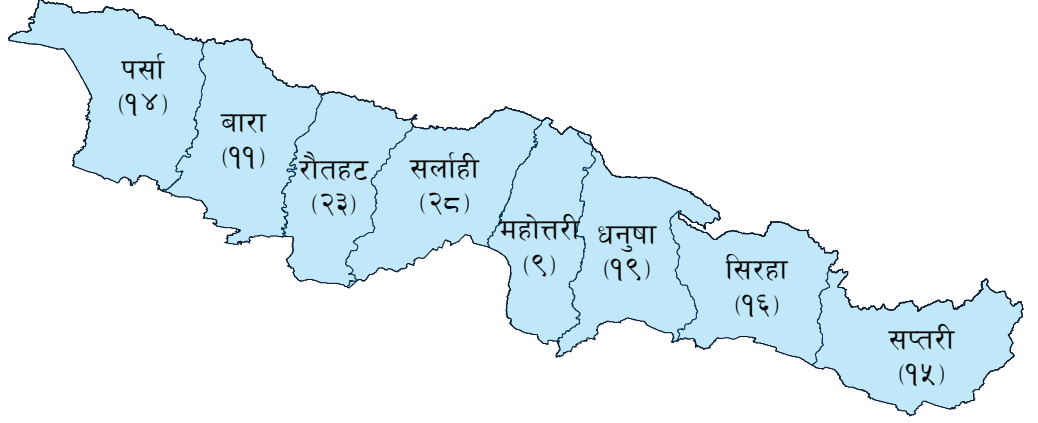 पर्सा
(१४)
बारा
(११)
रौतहट
(२३)
सर्लाही
(२८)
महोत्तरी
(९)
धनुषा
(१९)
सिरहा
(१६)
सप्तरी
(१५)